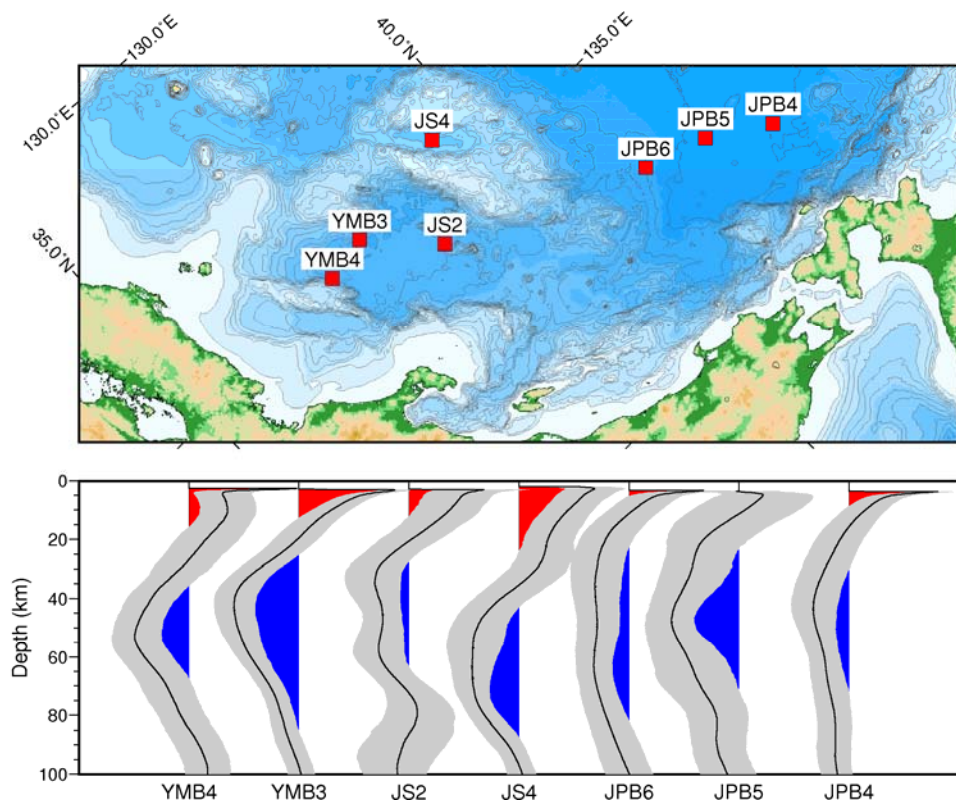 130.0°E
40.0°N
135.0°E
130.0°E
35.0°N
JS4
JPB4
JPB5
JPB6
YMB3
JS2
YMB4
0
20
40
60
80
100
Depth (km)
YMB4 YMB3 JS2 JS4 JPB6 JPB5 JPB4